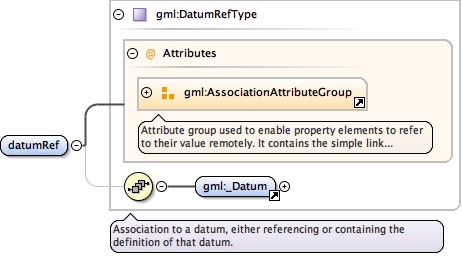 gml:DatumRefType
@ Attributes
gml:AssociationAttributeGroup
Attribute group used to enable property elements to refer
to their value remotely. It contains the simple link...
datumRef
gml:_Datum
Association to a datum, either referencing or containing the
definition of that datum.